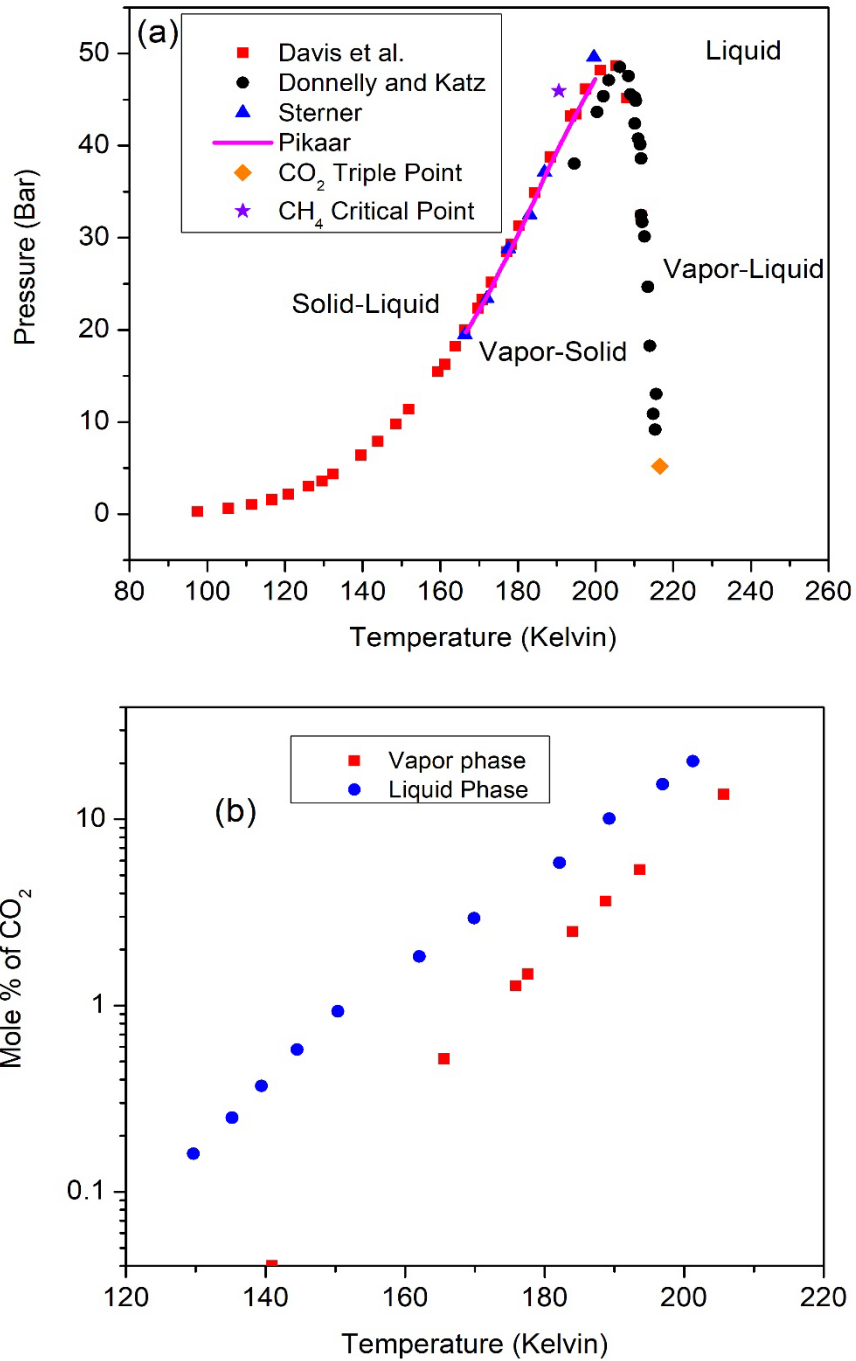 (a)
Davis et al.
Donnelly and Katz
Sterner
Pikaar
CO₂ Triple Point
CH₄ Critical Point
Liquid
Solid-Liquid
Vapor-Solid
Vapor-Liquid
Pressure (Bar)
50
40
30
20
10
0
80 100 120 140 160 180 200 220 240 260
Temperature (Kelvin)
Vapor phase
Liquid Phase
(b)
Mole % of CO₂
10
1
0.1
120 140 160 180 200 220
Temperature (Kelvin)